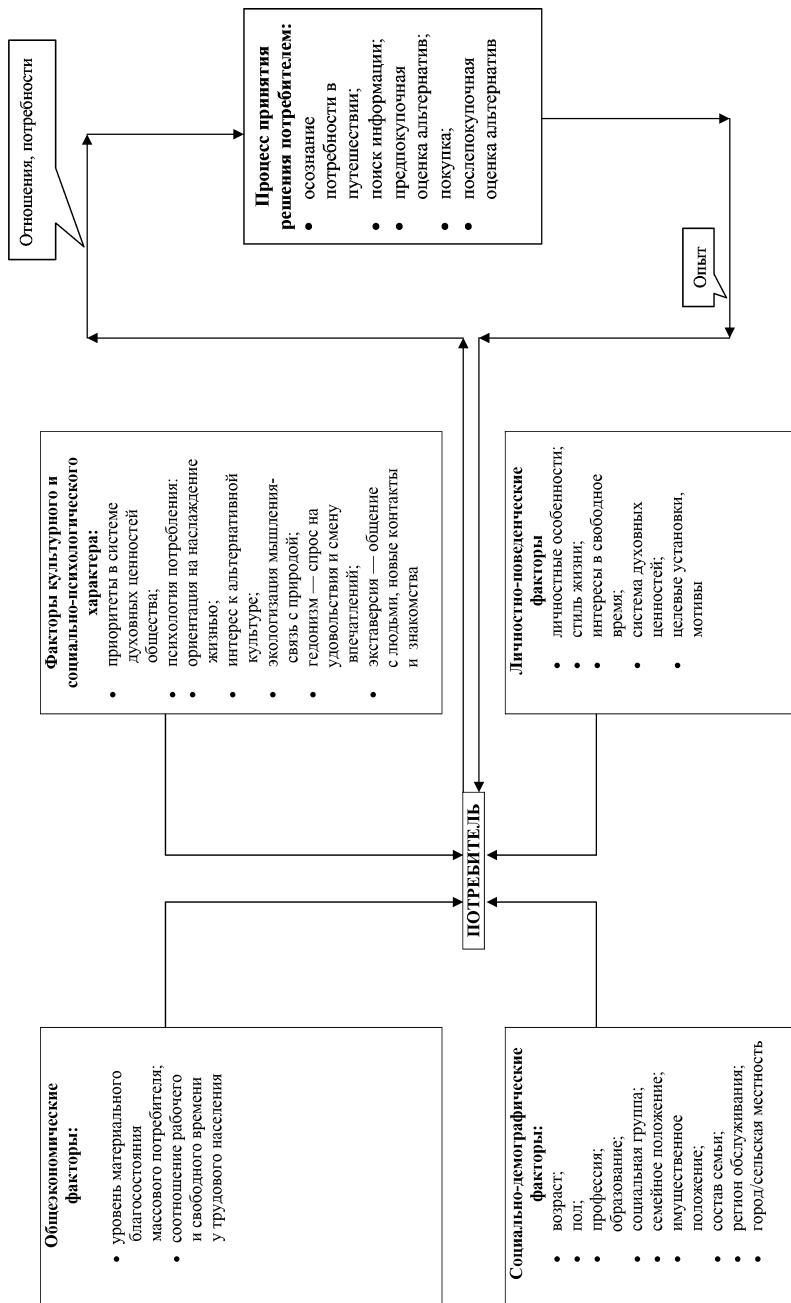 Общеэкономические
факторы:
• уровень материального
благосостояния
массового потребителя;
• соотношение рабочего
и свободного времени
у трудового населения
Факторы культурного и
социально-психологического
характера:
• приоритеты в системе
духовных ценностей
общества;
• психология потребления:
• ориентация на наслаждение
жизнью;
• интерес к альтернативной
культуре;
• экологизация мышления-
связь с природой;
• гедонизм — спрос на
удовольствия и смену
впечатлений;
• экставерсия — общение
с людьми, новые контакты
и знакомства
Отношения, потребности
ПОТРЕБИТЕЛЬ
Процесс принятия
решения потребителем:
• осознание
потребности в
путешествии;
• поиск информации;
• предпокупочная
оценка альтернатив;
• покупка;
• послепокупочная
оценка альтернатив
Социально-демографические
факторы:
• возраст;
• пол;
• профессия;
образование;
• социальная группа;
• семейное положение;
• имущественное
положение;
• состав семьи;
• регион обслуживания;
• город/сельская местность
Личностно-поведенческие
факторы
• личностные особенности;
• стиль жизни;
• интересы в свободное
время;
• система духовных
ценностей;
• целевые установки,
мотивы
Опыт